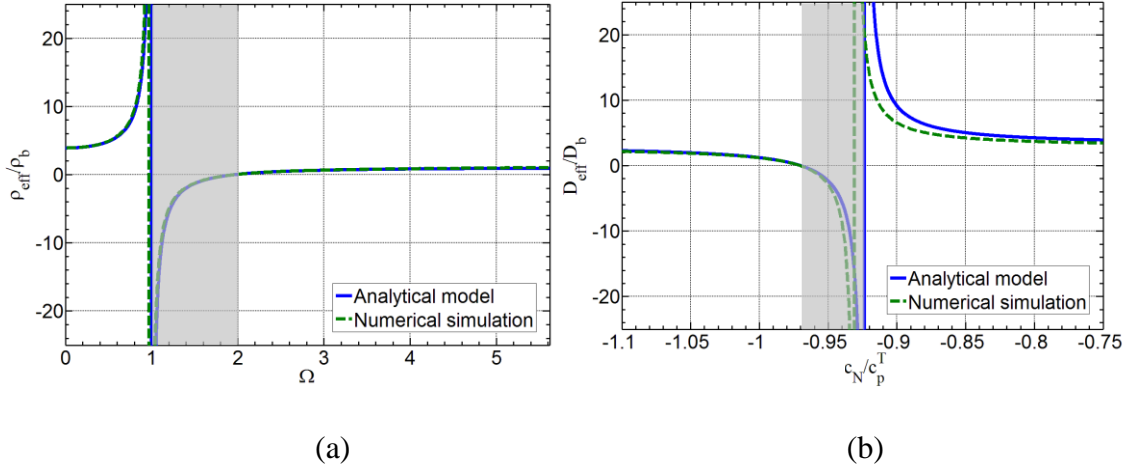 20
10
0
-10
-20
ρeff/ρb
0
1
2
3
4
5
Ω
Analytical model
Numerical simulation
(a)
20
10
0
-10
-20
Deff/Db
-1.1
-1.05
-1
-0.95
-0.9
-0.85
-0.8
-0.75
cN/cpT
Analytical model
Numerical simulation
(b)